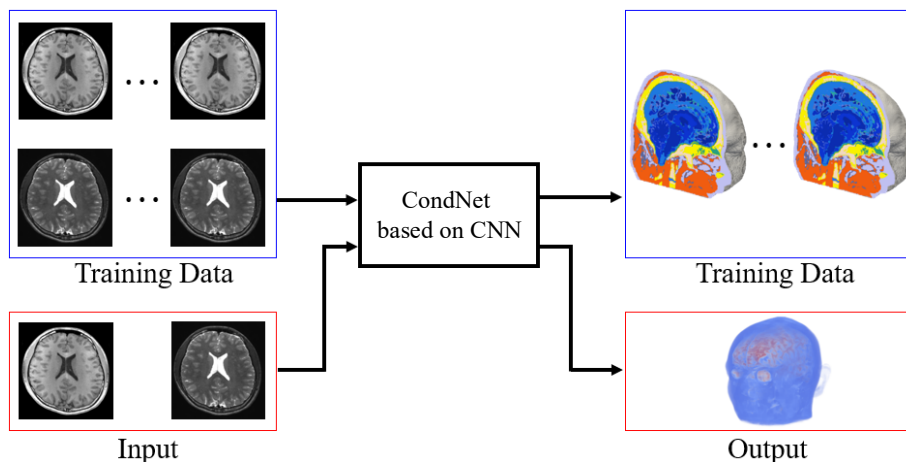 CondNet
based on CNN
Training Data
Training Data
Input
Output